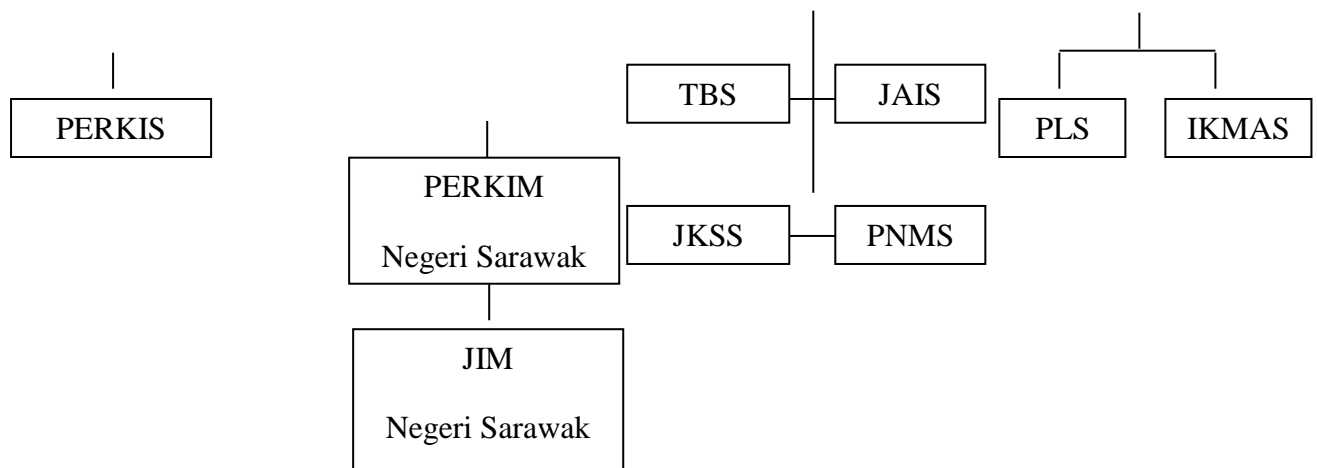 PERKIS
PERKIM
Negeri Sarawak
JIM
Negeri Sarawak
TBS
JAIS
JKSS
PNMS
PLS
IKMAS